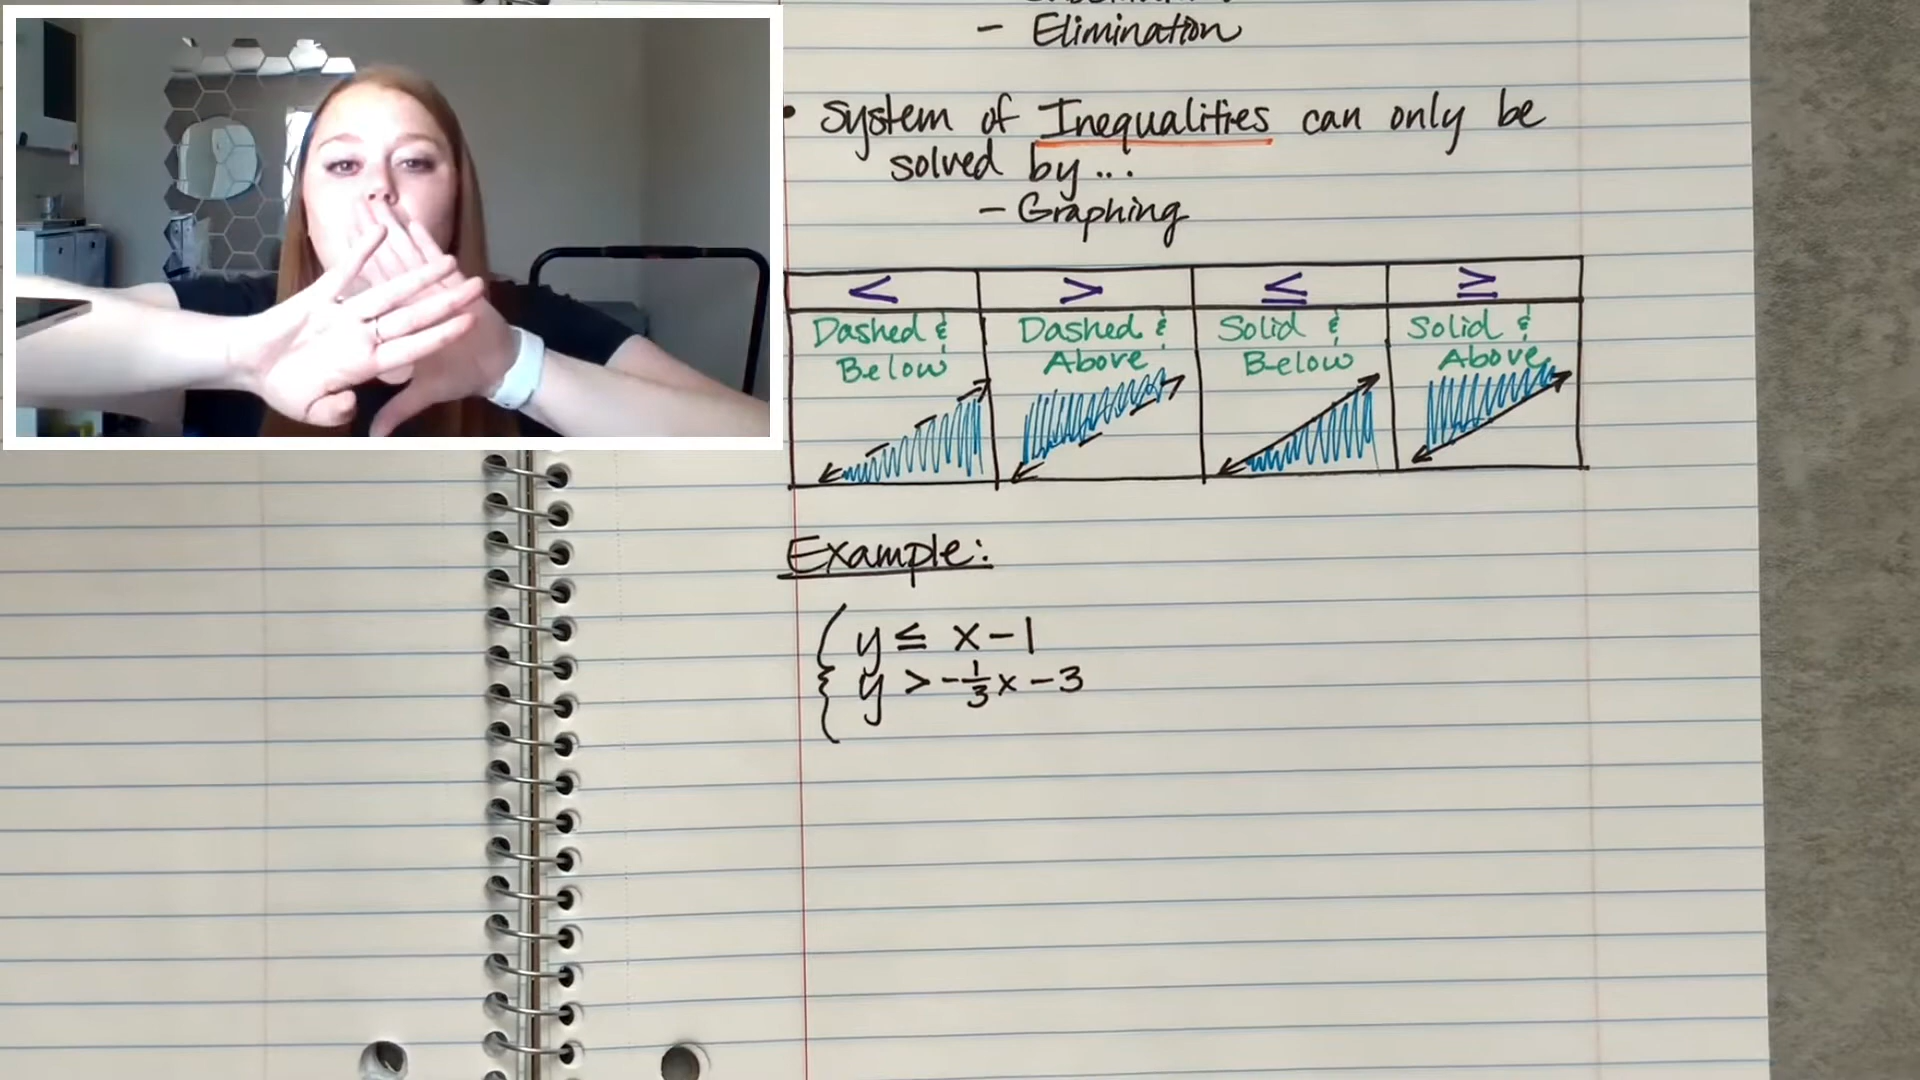 - Elimination
• System of Inequalities can only be
solved by...
- Graphing
< > ≤ ≥
Dashed & Below
Dashed & Above
Solid & Below
Solid & Above
Example:
{ y ≤ x - 1
y > -1/3 x - 3